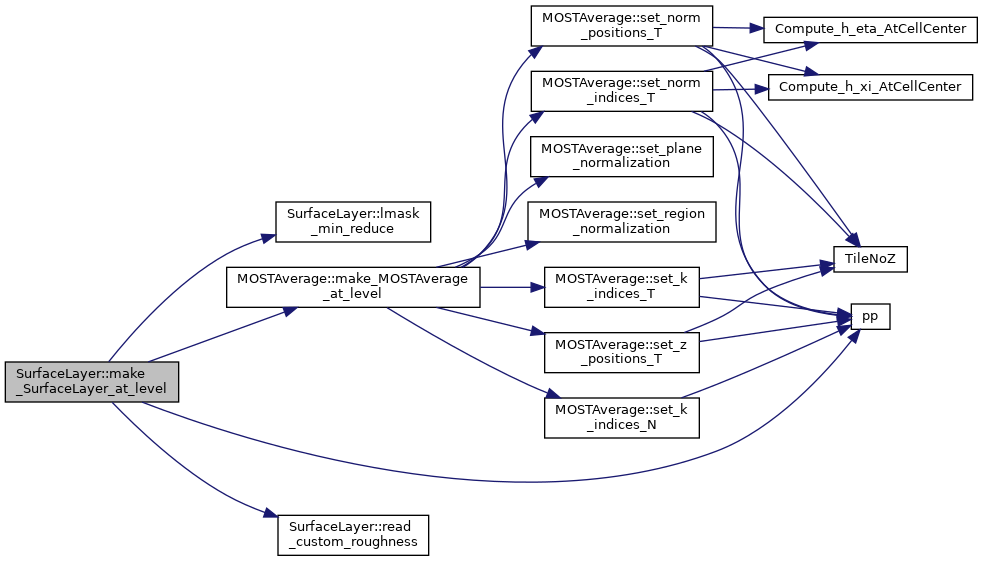 MOSTAverage::set_norm
_positions_T
Compute_h_eta_AtCellCenter
MOSTAverage::set_norm
_indices_T
Compute_h_xi_AtCellCenter
MOSTAverage::set_plane
_normalization
SurfaceLayer::lmask
_min_reduce
MOSTAverage::set_region
_normalization
TileNoZ
MOSTAverage::make_MOSTAverage
_at_level
MOSTAverage::set_k
_indices_T
pp
MOSTAverage::set_z
_positions_T
SurfaceLayer::make
_SurfaceLayer_at_level
MOSTAverage::set_k
_indices_N
SurfaceLayer::read
_custom_roughness